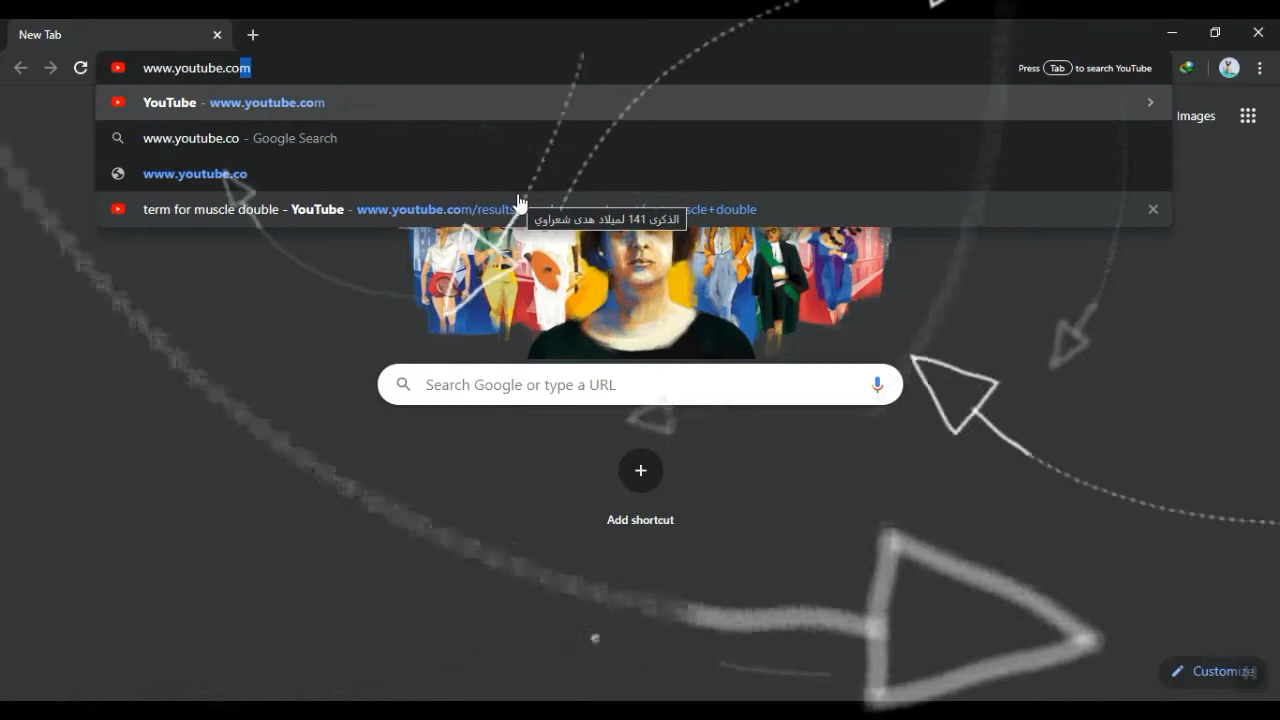 New Tab
www.youtube.com
Press Tab to search YouTube
YouTube - www.youtube.com
Images
www.youtube.co - Google Search
www.youtube.co
term for muscle double - YouTube - www.youtube.com/results muscle+double
الذكرى 141 لميلاد هدى شعراوي
Search Google or type a URL
Add shortcut
Customize